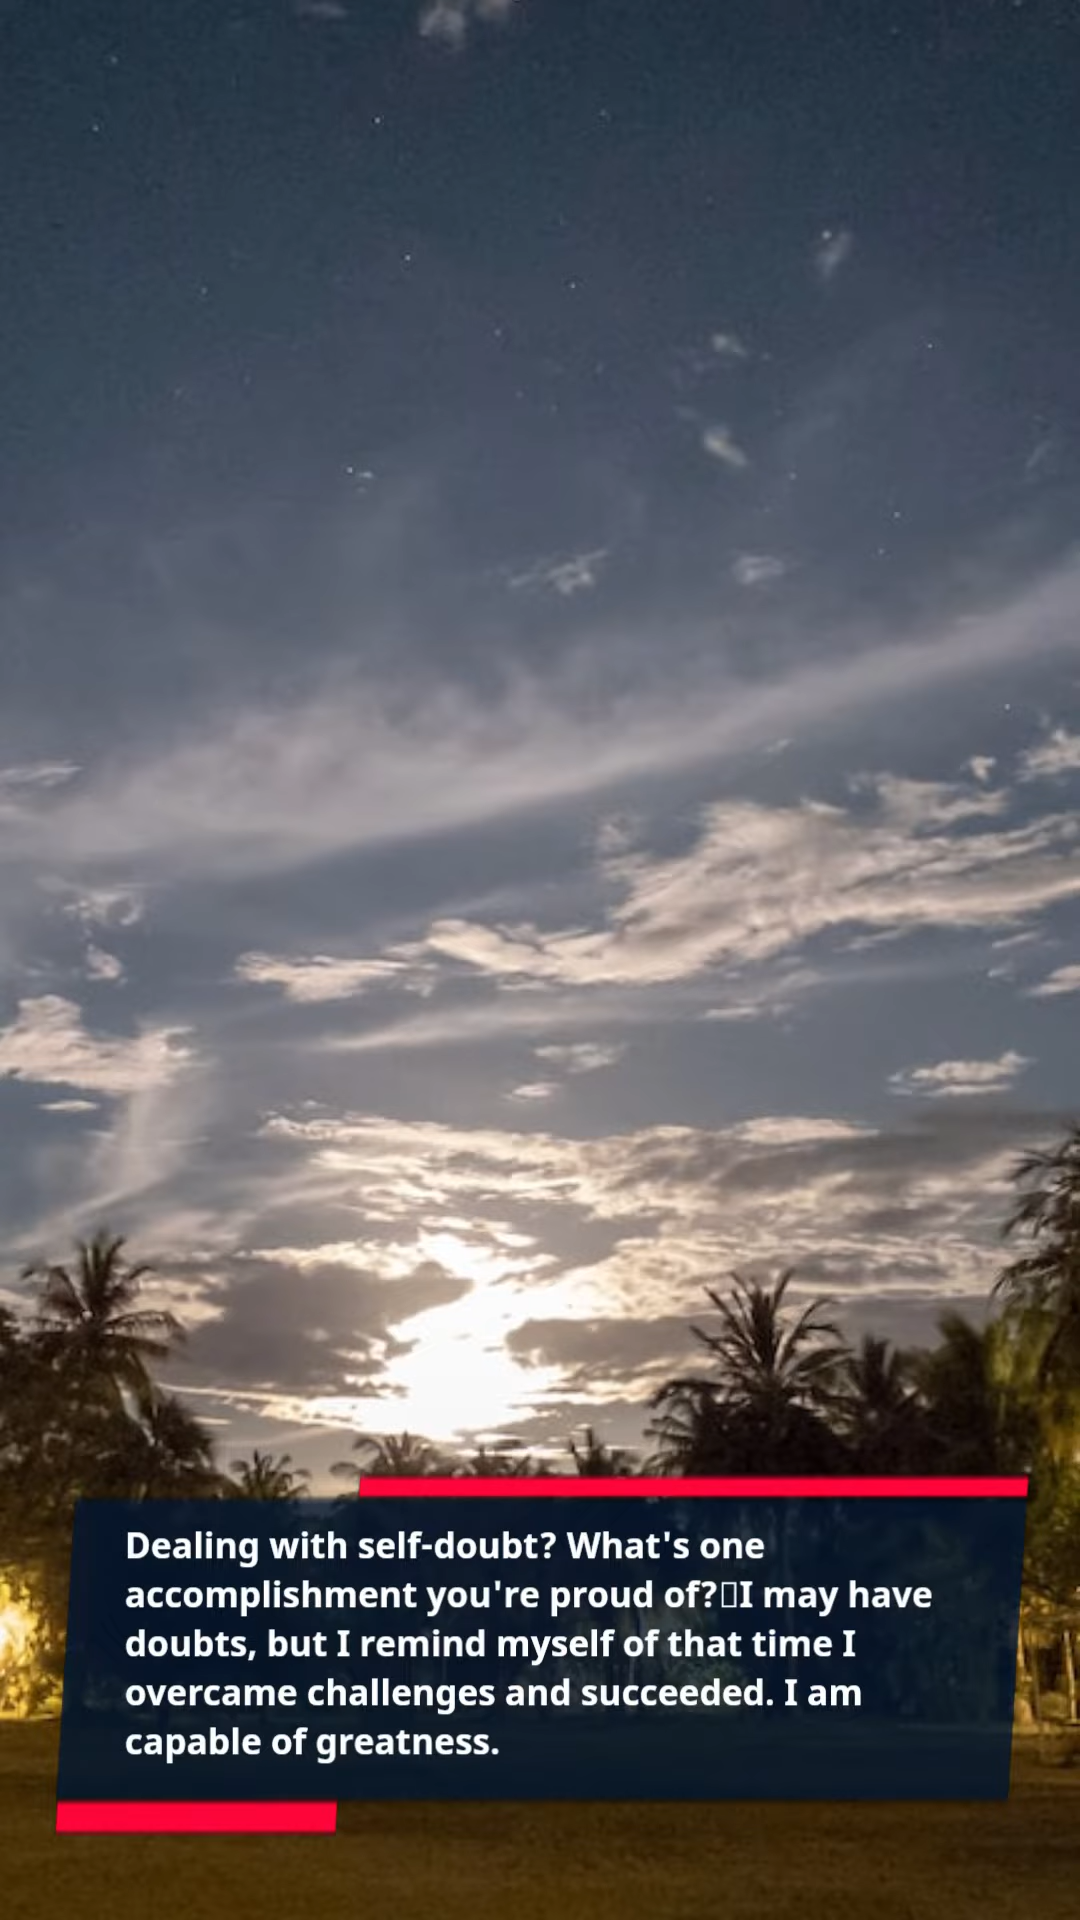 Dealing with self-doubt? What's one
accomplishment you're proud of?▯I may have
doubts, but I remind myself of that time I
overcame challenges and succeeded. I am
capable of greatness.